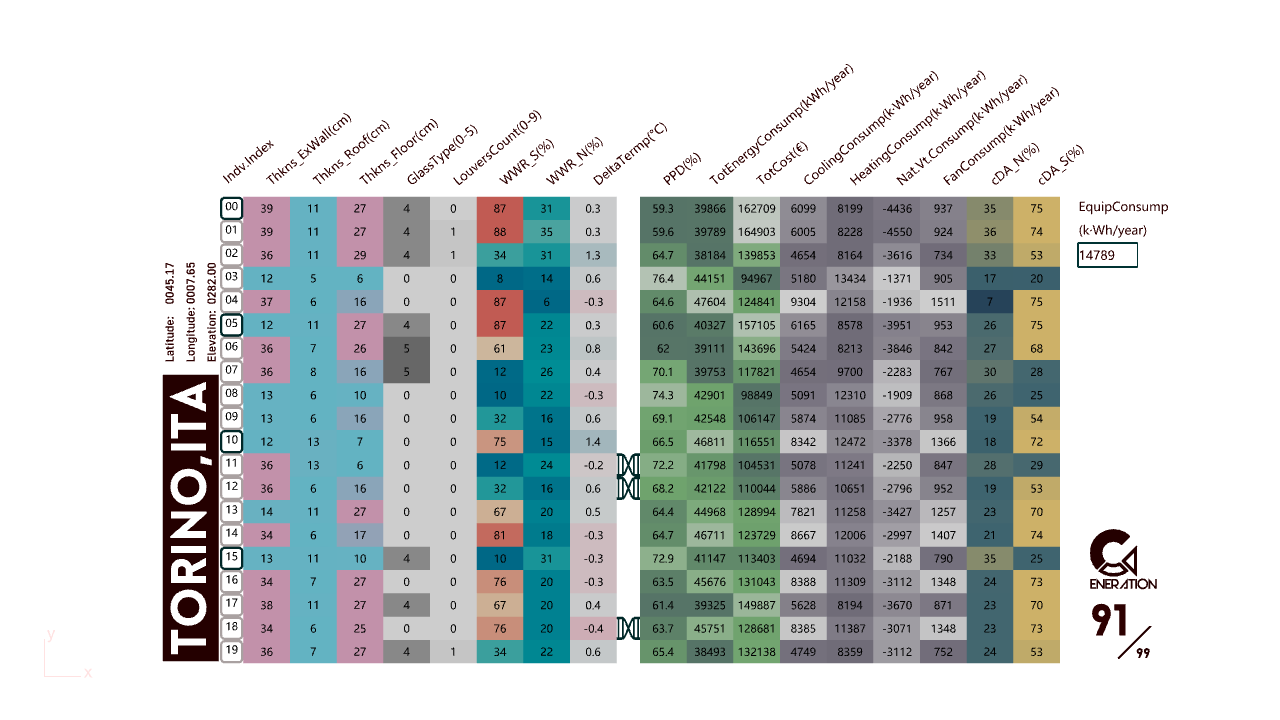 Indv.Index Thkns_ExWall(cm) Thkns_Roof(cm) Thkns_Floor(cm) GlassType(0-5) LouversCount(0-9) WWR_S(%) WWR_N(%) DeltaTermp(°C) PPD(%) TotEnergyConsump(kWh/year) TotCost(€) CoolingConsump(k·Wh/year) HeatingConsump(k·Wh/year) Nat.Vt.Consump(k·Wh/year) FanConsump(k·Wh/year) cDA_N(%) cDA_S(%)
00 39 11 27 4 0 87 31 0.3 59.3 39866 162709 6099 8199 -4436 937 35 75
01 39 11 27 4 1 88 35 0.3 59.6 39789 164903 6005 8228 -4550 924 36 74
02 36 11 29 4 1 34 31 1.3 64.7 38184 139853 4654 8164 -3616 734 33 53
03 12 5 6 0 0 8 14 0.6 76.4 44151 94967 5180 13434 -1371 905 17 20
04 37 6 16 0 0 87 6 -0.3 64.6 47604 124841 9304 12158 -1936 1511 7 75
05 12 11 27 4 0 87 22 0.3 60.6 40327 157105 6165 8578 -3951 953 26 75
06 36 7 26 5 0 61 23 0.8 62 39111 143696 5424 8213 -3846 842 27 68
07 36 8 16 5 0 12 26 0.4 70.1 39753 117821 4654 9700 -2283 767 30 28
08 13 6 10 0 0 10 22 -0.3 74.3 42901 98849 5091 12310 -1909 868 26 25
09 13 6 16 0 0 32 16 0.6 69.1 42548 106147 5874 11085 -2776 958 19 54
10 12 13 7 0 0 75 15 1.4 66.5 46811 116551 8342 12472 -3378 1366 18 72
11 36 13 6 0 0 12 24 -0.2 72.2 41798 104531 5078 11241 -2250 847 28 29
12 36 6 16 0 0 32 16 0.6 68.2 42122 110044 5886 10651 -2796 952 19 53
13 14 11 27 0 0 67 20 0.5 64.4 44968 128994 7821 11258 -3427 1257 23 70
14 34 6 17 0 0 81 18 -0.3 64.7 46711 123729 8667 12006 -2997 1407 21 74
15 13 11 10 4 0 10 31 -0.3 72.9 41147 113403 4694 11032 -2188 790 35 25
16 34 7 27 0 0 76 20 -0.3 63.5 45676 131043 8388 11309 -3112 1348 24 73
17 38 11 27 4 0 67 20 0.4 61.4 39325 149887 5628 8194 -3670 871 23 70
18 34 6 25 0 0 76 20 -0.4 63.7 45751 128681 8385 11387 -3071 1348 23 73
19 36 7 27 4 1 34 22 0.6 65.4 38493 132138 4749 8359 -3112 752 24 53
Latitude: 0045.17
Longitude: 0007.65
Elevation: 0282.00
TORINO,ITA
EquipConsump
(k·Wh/year)
14789
ENERATION
91/99
y
x